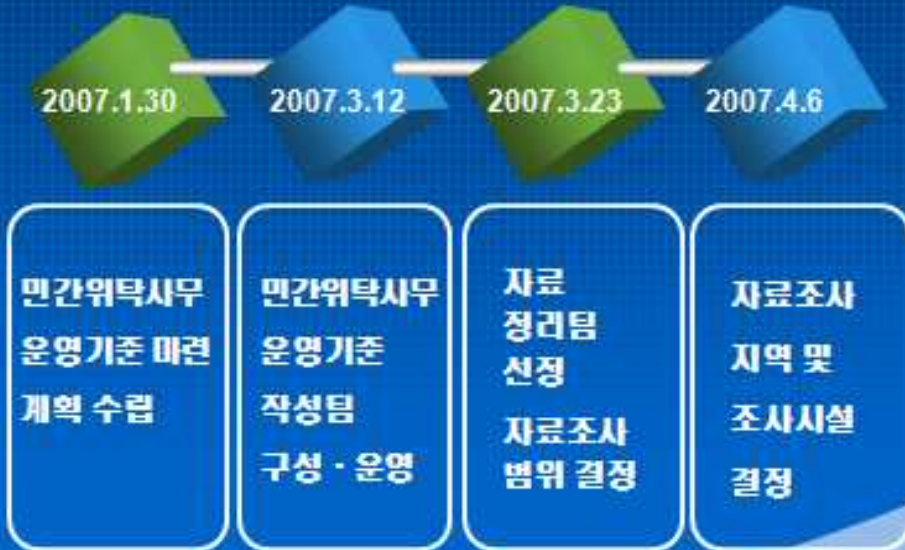 2007.1.30
2007.3.12
2007.3.23
2007.4.6
민간위탁사무
운영기준 마련
계획 수립
민간위탁사무
운영기준
작성팀
구성 · 운영
자료
정리팀
선정
자료조사
범위 결정
자료조사
지역 및
조사시설
결정